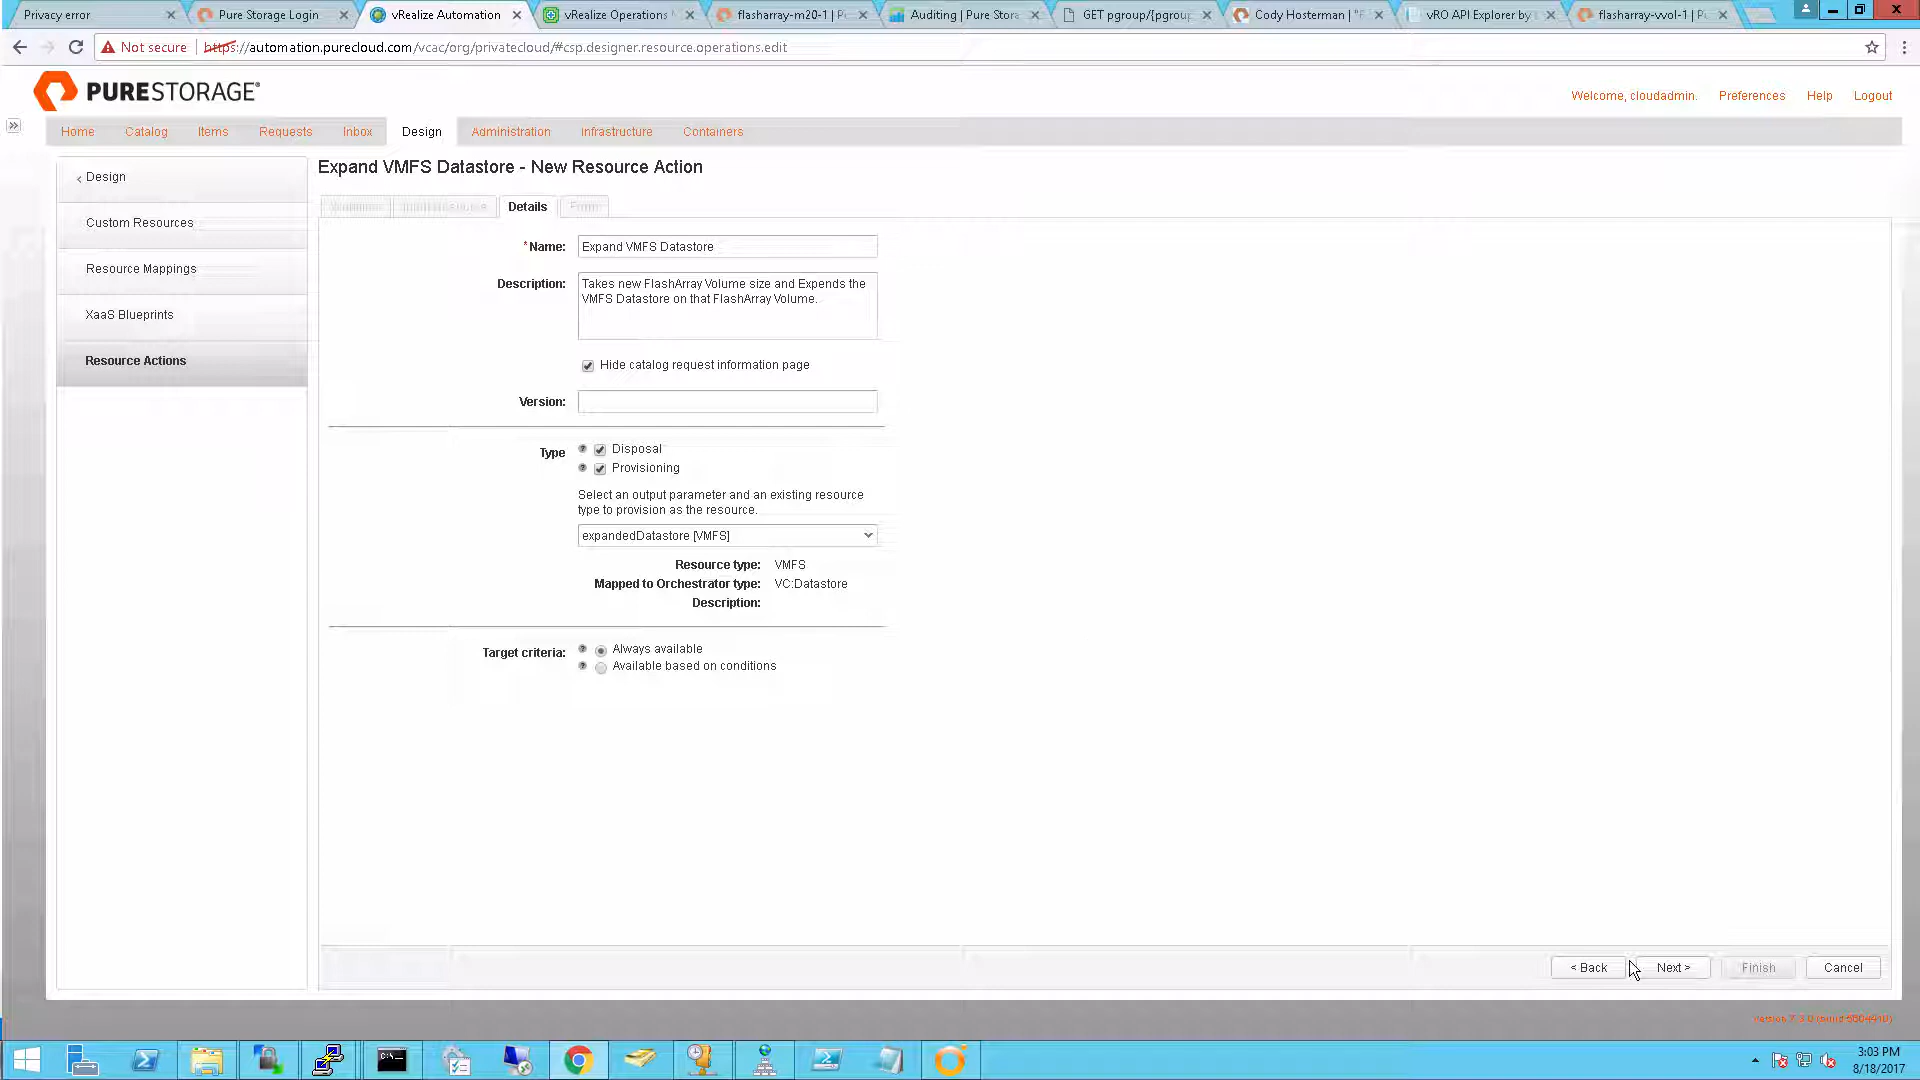 Privacy error
Pure Storage Login
vRealize Automation
vRealize Operations
flasharray-m20-1 | P
Auditing | Pure Stora
GET pgroup/{pgroup
Cody Hosterman | "F
vRO API Explorer by
flasharray-vvol-1 | P
Not secure
https://automation.purecloud.com/vcac/org/privatecloud/#csp.designer.resource.operations.edit
PURESTORAGE
Welcome, cloudadmin.
Preferences
Help
Logout
Home
Catalog
Items
Requests
Inbox
Design
Administration
Infrastructure
Containers
‹ Design
Custom Resources
Resource Mappings
XaaS Blueprints
Resource Actions
Expand VMFS Datastore - New Resource Action
Details
Form
*Name:
Expand VMFS Datastore
Description:
Takes new FlashArray Volume size and Expends the
VMFS Datastore on that FlashArray Volume.
Hide catalog request information page
Version:
Type
Disposal
Provisioning
Select an output parameter and an existing resource
type to provision as the resource.
expandedDatastore [VMFS]
Resource type: VMFS
Mapped to Orchestrator type: VC:Datastore
Description:
Target criteria:
Always available
Available based on conditions
< Back
Next >
Finish
Cancel
3:03 PM
8/18/2017